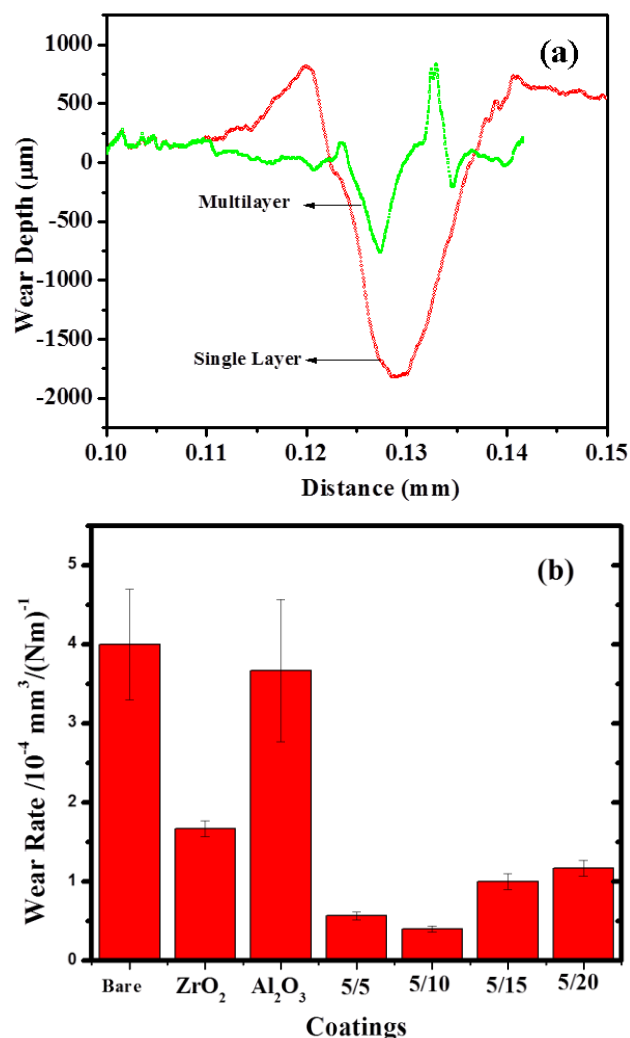 (a)
Wear Depth (µm)
1000
500
0
-500
-1000
-1500
-2000
Multilayer
Single Layer
0.10 0.11 0.12 0.13 0.14 0.15
Distance (mm)
(b)
Wear Rate /10⁻⁴ mm³/(Nm)⁻¹
5
4
3
2
1
0
Bare ZrO₂ Al₂O₃ 5/5 5/10 5/15 5/20
Coatings